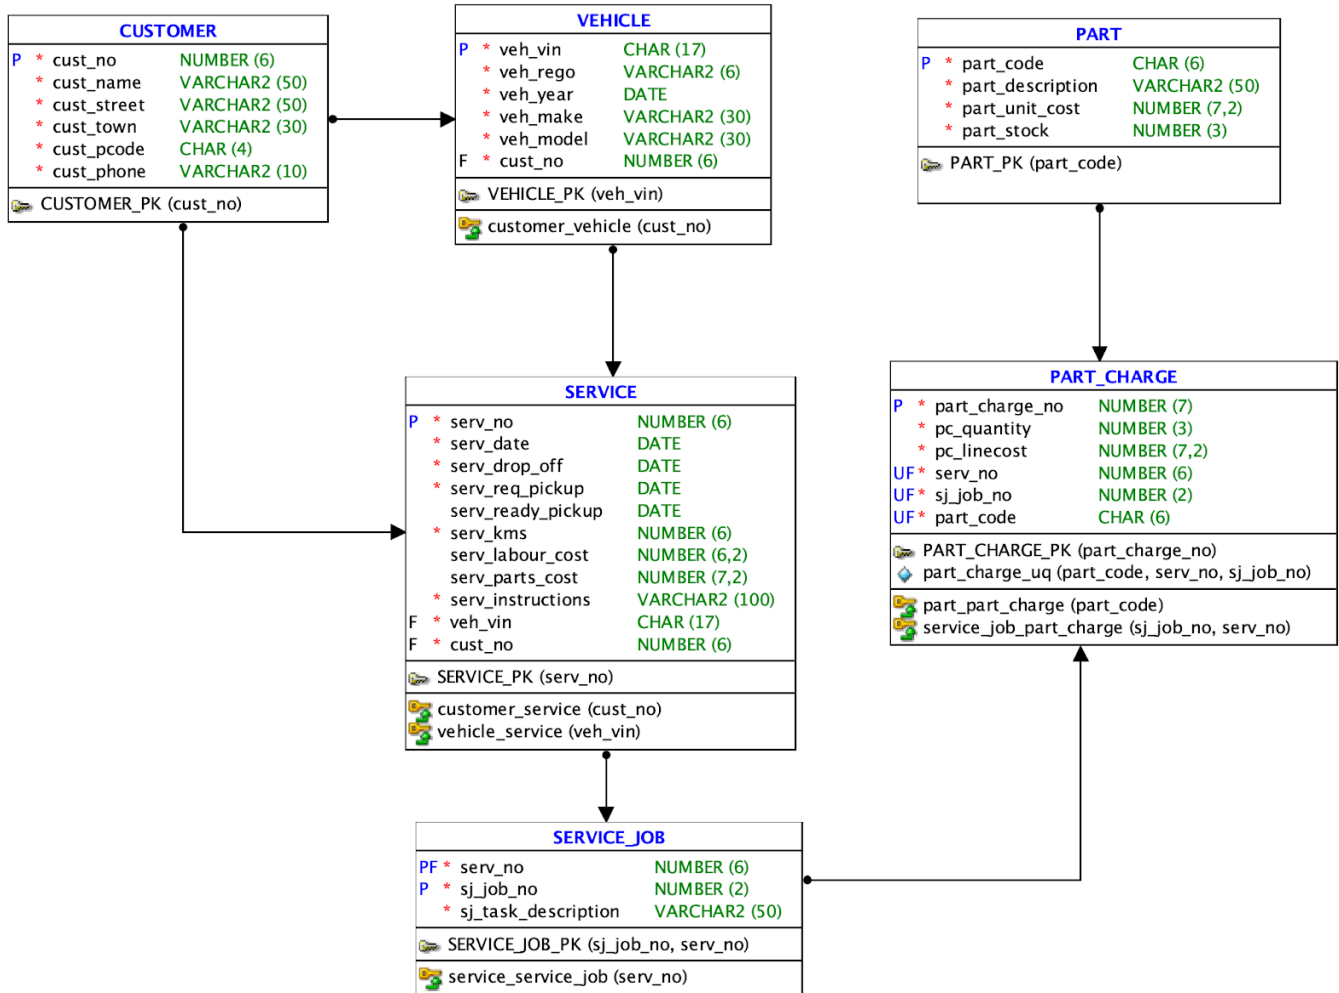 CUSTOMER
P * cust_no NUMBER (6)
* cust_name VARCHAR2 (50)
* cust_street VARCHAR2 (50)
* cust_town VARCHAR2 (30)
* cust_pcode CHAR (4)
* cust_phone VARCHAR2 (10)
CUSTOMER_PK (cust_no)
VEHICLE
P * veh_vin CHAR (17)
* veh_rego VARCHAR2 (6)
* veh_year DATE
* veh_make VARCHAR2 (30)
* veh_model VARCHAR2 (30)
F * cust_no NUMBER (6)
VEHICLE_PK (veh_vin)
customer_vehicle (cust_no)
PART
P * part_code CHAR (6)
* part_description VARCHAR2 (50)
* part_unit_cost NUMBER (7,2)
* part_stock NUMBER (3)
PART_PK (part_code)
SERVICE
P * serv_no NUMBER (6)
* serv_date DATE
* serv_drop_off DATE
* serv_req_pickup DATE
serv_ready_pickup DATE
* serv_kms NUMBER (6)
serv_labour_cost NUMBER (6,2)
serv_parts_cost NUMBER (7,2)
* serv_instructions VARCHAR2 (100)
F * veh_vin CHAR (17)
F * cust_no NUMBER (6)
SERVICE_PK (serv_no)
customer_service (cust_no)
vehicle_service (veh_vin)
PART_CHARGE
P * part_charge_no NUMBER (7)
* pc_quantity NUMBER (3)
* pc_linecost NUMBER (7,2)
UF * serv_no NUMBER (6)
UF * sj_job_no NUMBER (2)
UF * part_code CHAR (6)
PART_CHARGE_PK (part_charge_no)
part_charge_uq (part_code, serv_no, sj_job_no)
part_part_charge (part_code)
service_job_part_charge (sj_job_no, serv_no)
SERVICE_JOB
PF * serv_no NUMBER (6)
P * sj_job_no NUMBER (2)
* sj_task_description VARCHAR2 (50)
SERVICE_JOB_PK (sj_job_no, serv_no)
service_service_job (serv_no)